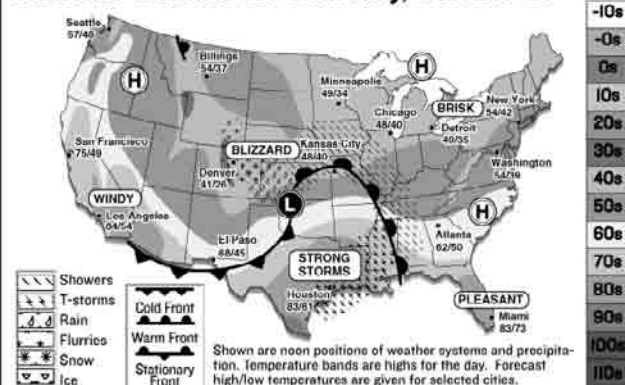 Seattle
57/46
Billings
54/37
H
H
Minneapolis
49/34
Chicago
48/40
BRISK
New York
54/42
Detroit
49/35
San Francisco
75/49
BLIZZARD
Kansas City
48/40
Denver
41/26
Washington
54/39
WINDY
Los Angeles
64/54
L
H
El Paso
68/45
Atlanta
62/50
STRONG
STORMS
Houston
83/61
PLEASANT
Miami
83/73
Showers
T-storms
Rain
Flurries
Snow
Ice
Cold Front
Warm Front
Stationary
Front
Shown are noon positions of weather systems and precipita-
tion. Temperature bands are highs for the day. Forecast
high/low temperatures are given for selected cities.
-10s
-0s
0s
10s
20s
30s
40s
50s
60s
70s
80s
90s
100s
110s